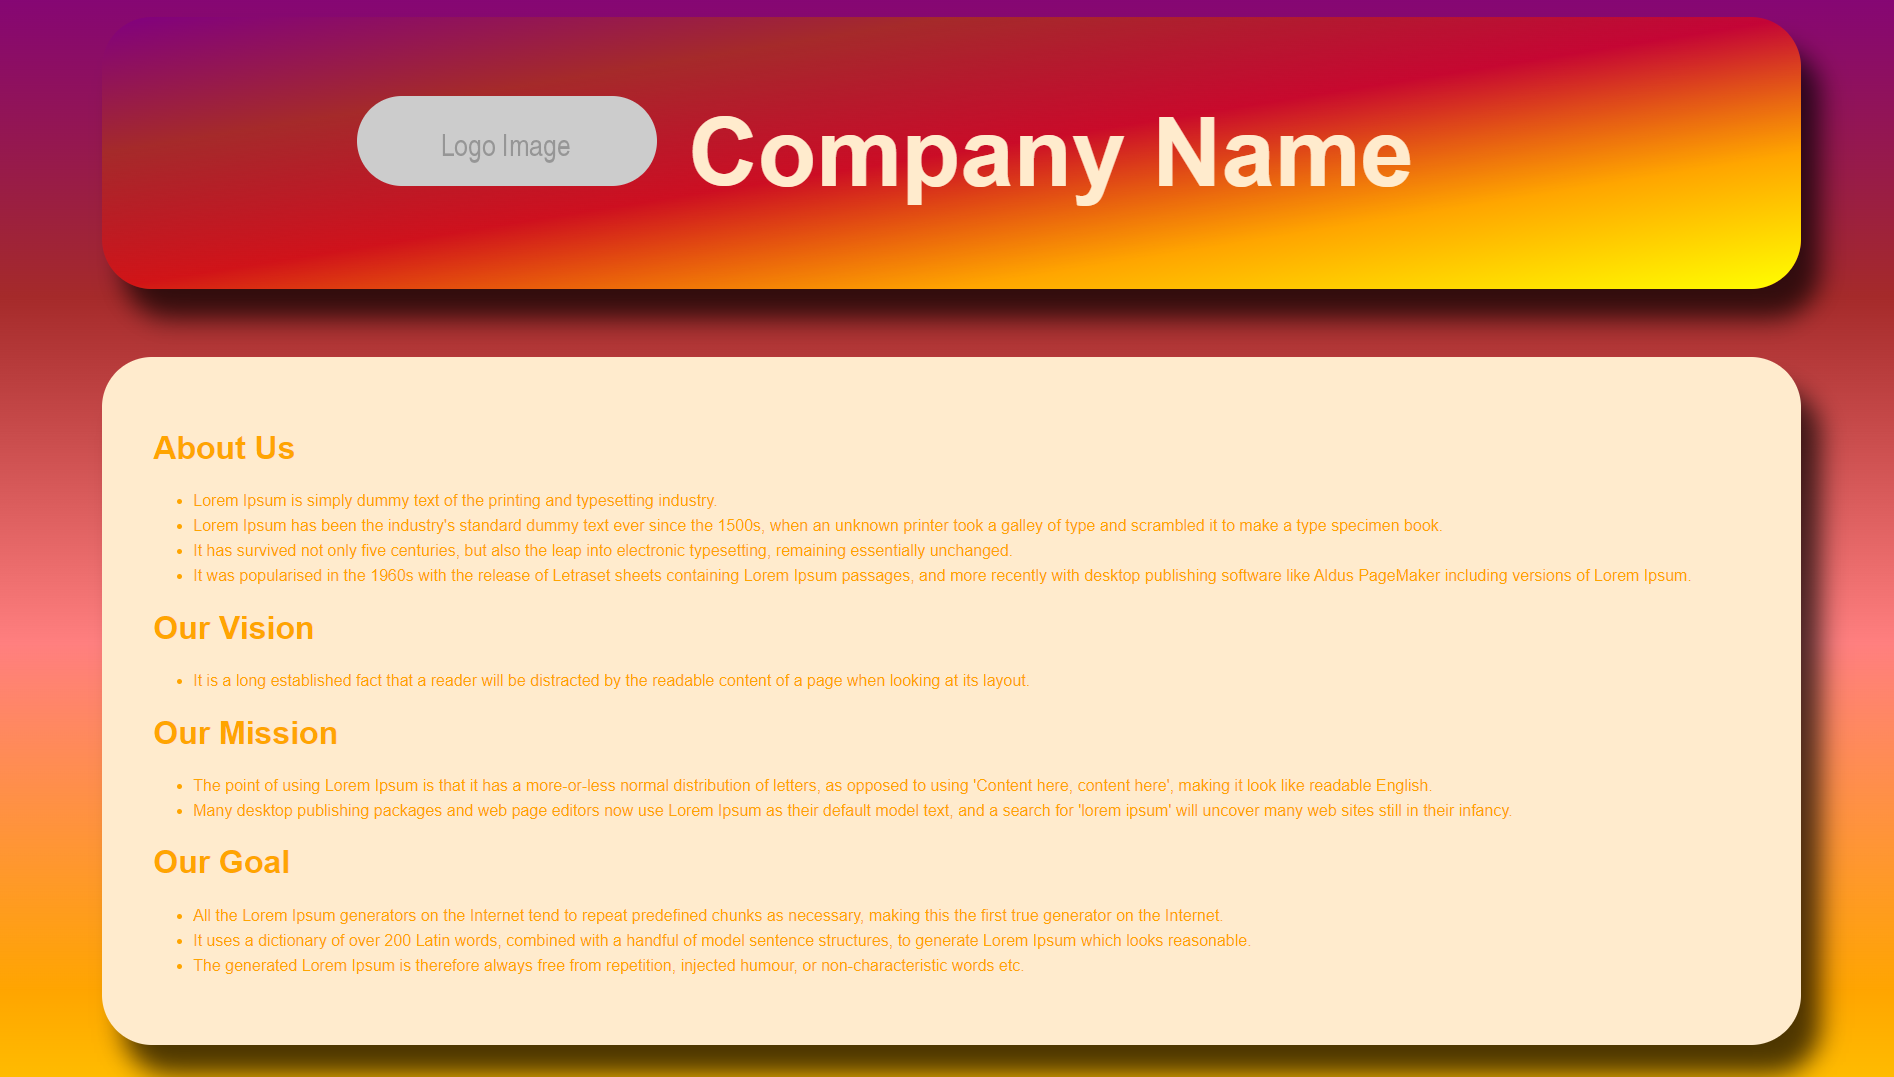 Logo Image
Company Name
About Us
• Lorem Ipsum is simply dummy text of the printing and typesetting industry.
• Lorem Ipsum has been the industry's standard dummy text ever since the 1500s, when an unknown printer took a galley of type and scrambled it to make a type specimen book.
• It has survived not only five centuries, but also the leap into electronic typesetting, remaining essentially unchanged.
• It was popularised in the 1960s with the release of Letraset sheets containing Lorem Ipsum passages, and more recently with desktop publishing software like Aldus PageMaker including versions of Lorem Ipsum.
Our Vision
• It is a long established fact that a reader will be distracted by the readable content of a page when looking at its layout.
Our Mission
• The point of using Lorem Ipsum is that it has a more-or-less normal distribution of letters, as opposed to using 'Content here, content here', making it look like readable English.
• Many desktop publishing packages and web page editors now use Lorem Ipsum as their default model text, and a search for 'lorem ipsum' will uncover many web sites still in their infancy.
Our Goal
• All the Lorem Ipsum generators on the Internet tend to repeat predefined chunks as necessary, making this the first true generator on the Internet.
• It uses a dictionary of over 200 Latin words, combined with a handful of model sentence structures, to generate Lorem Ipsum which looks reasonable.
• The generated Lorem Ipsum is therefore always free from repetition, injected humour, or non-characteristic words etc.